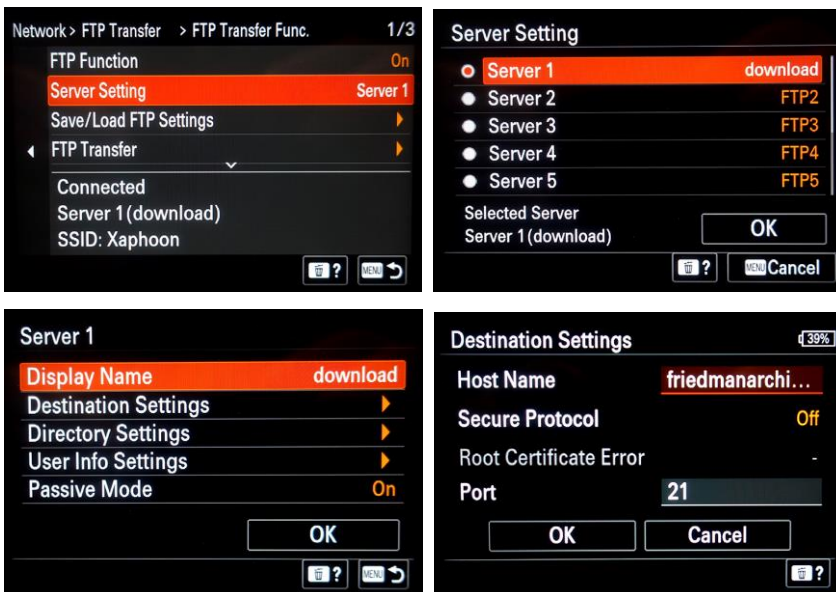 Network> FTP Transfer > FTP Transfer Func. 1/3
FTP Function On
Server Setting Server 1
Save/Load FTP Settings
FTP Transfer
Connected
Server 1(download)
SSID: Xaphoon
? MENU
Server Setting
Server 1 download
Server 2 FTP2
Server 3 FTP3
Server 4 FTP4
Server 5 FTP5
Selected Server
Server 1(download)
OK
? MENU Cancel
Server 1
Display Name download
Destination Settings
Directory Settings
User Info Settings
Passive Mode On
OK
? MENU
Destination Settings 39%
Host Name friedmanarchi...
Secure Protocol Off
Root Certificate Error -
Port 21
OK Cancel
?